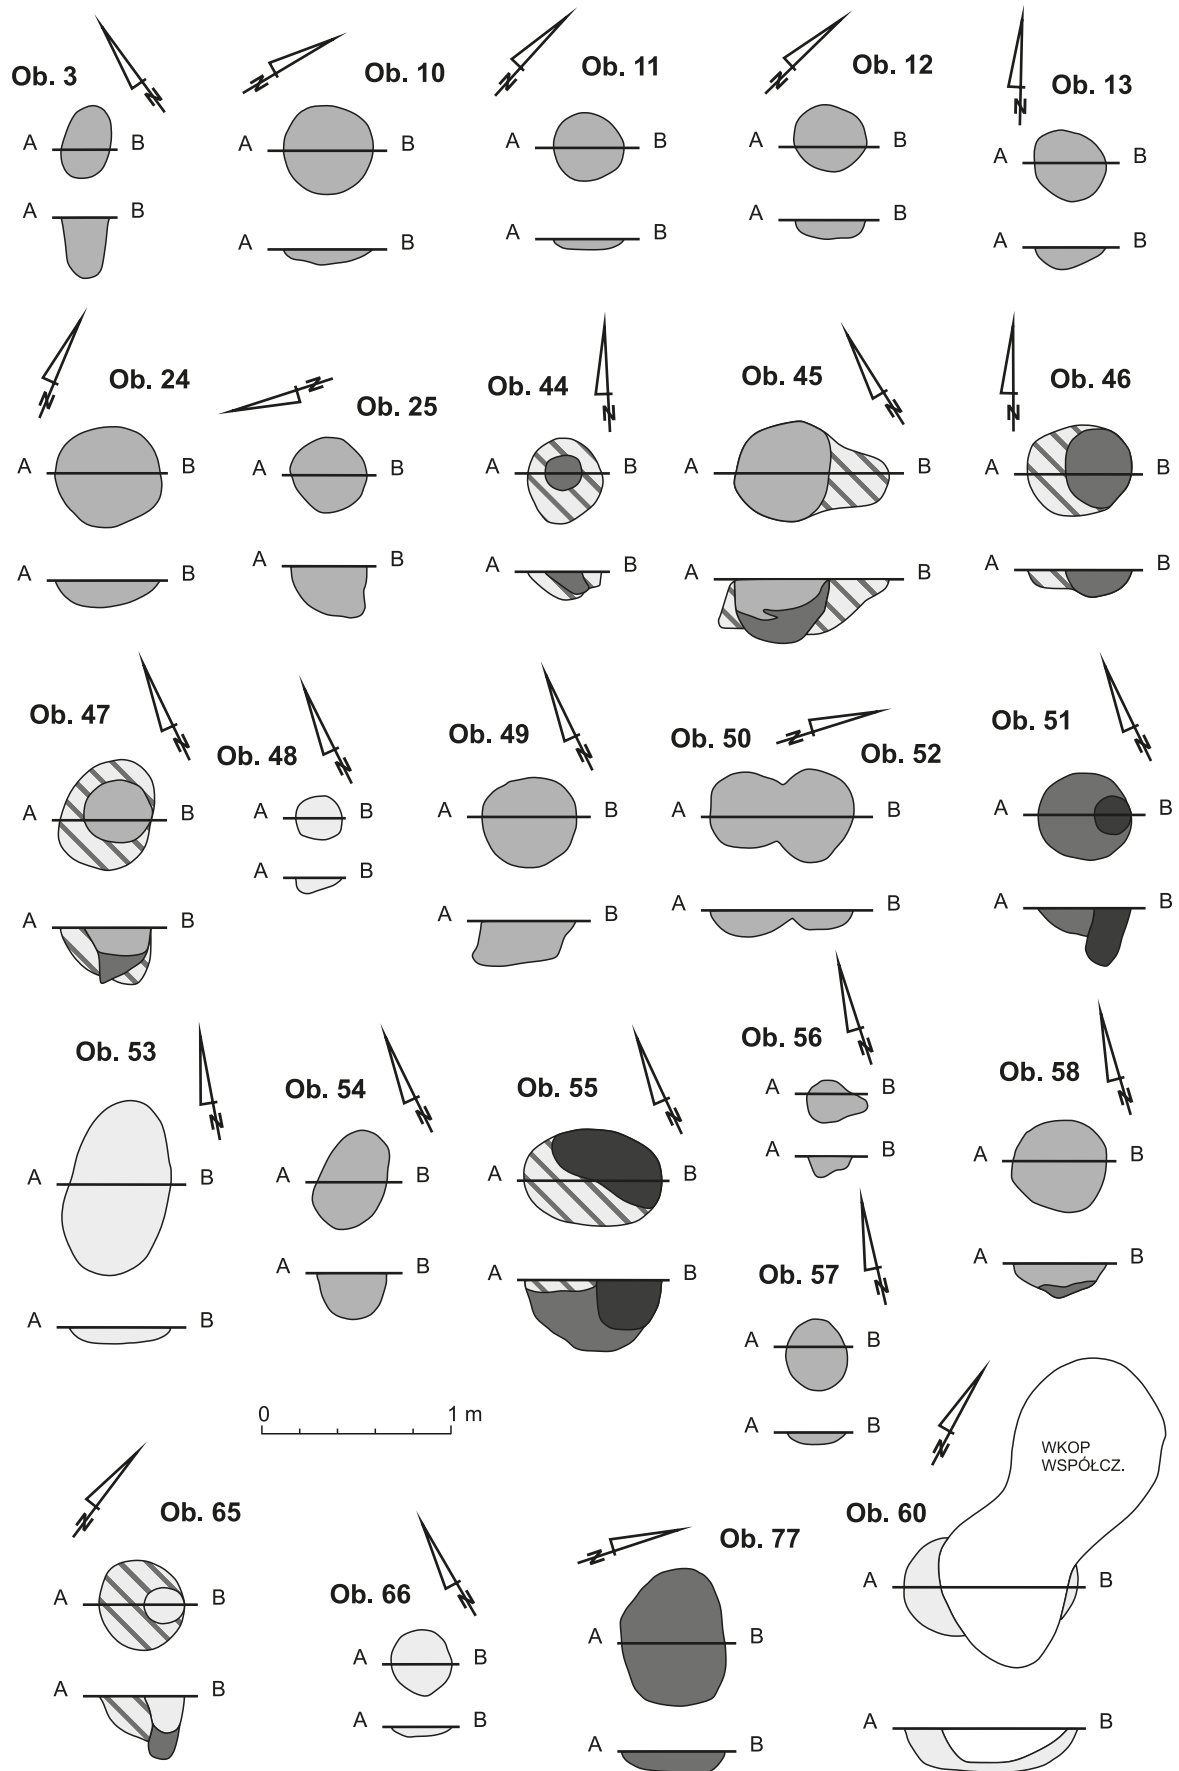 Ob. 3
N
A B
A B
Ob. 10
N
A B
A B
Ob. 11
N
A B
A B
Ob. 12
N
A B
A B
Ob. 13
N
A B
A B
Ob. 24
N
A B
A B
Ob. 25
N
A B
A B
Ob. 44
N
A B
A B
Ob. 45
N
A B
A B
Ob. 46
N
A B
A B
Ob. 47
N
A B
A B
Ob. 48
N
A B
A B
Ob. 49
N
A B
A B
Ob. 50
N
Ob. 52
A B
A B
Ob. 51
N
A B
A B
Ob. 53
N
A B
A B
Ob. 54
N
A B
A B
Ob. 55
N
A B
A B
Ob. 56
N
A B
A B
Ob. 57
N
A B
A B
Ob. 58
N
A B
A B
0 1 m
Ob. 65
N
A B
A B
Ob. 66
N
A B
A B
Ob. 77
N
A B
A B
Ob. 60
N
WKOP
WSPÓŁCZ.
A B
A B